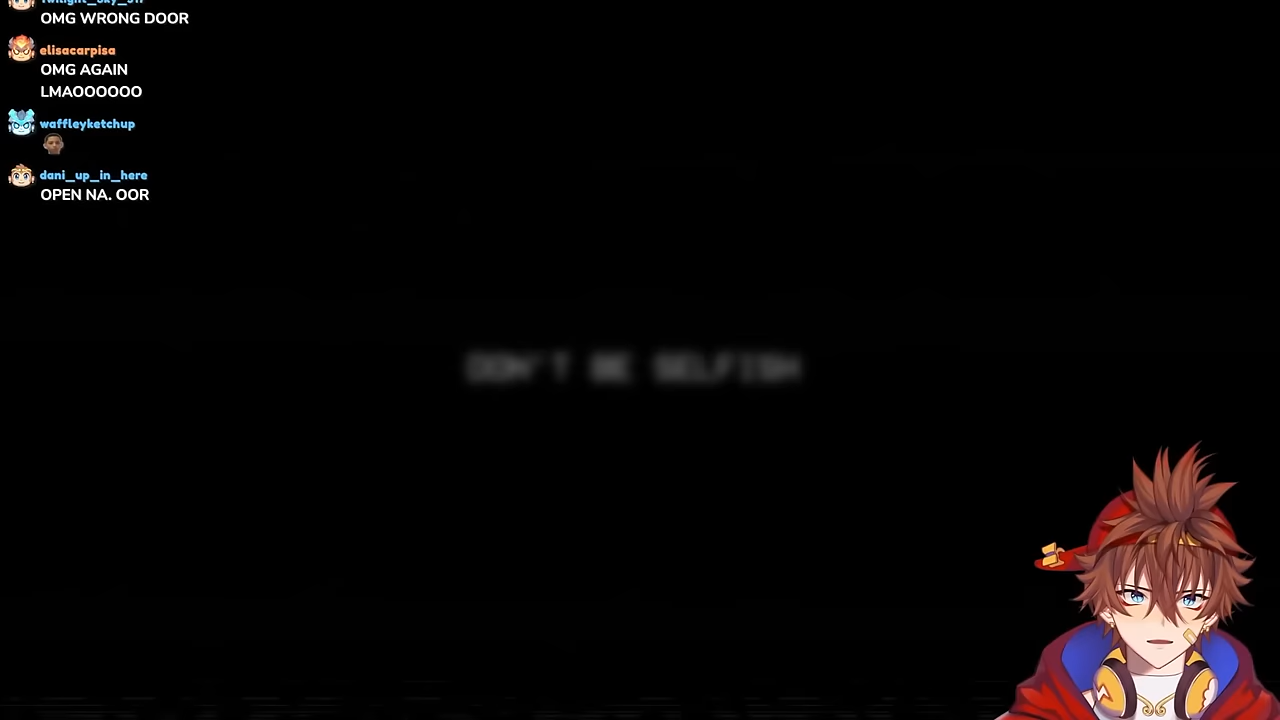 OMG WRONG DOOR
elisacarpisa
OMG AGAIN
LMAOOOOOO
waffleyketchup
dani_up_in_here
OPEN NA. OOR
DON'T BE SELFISH